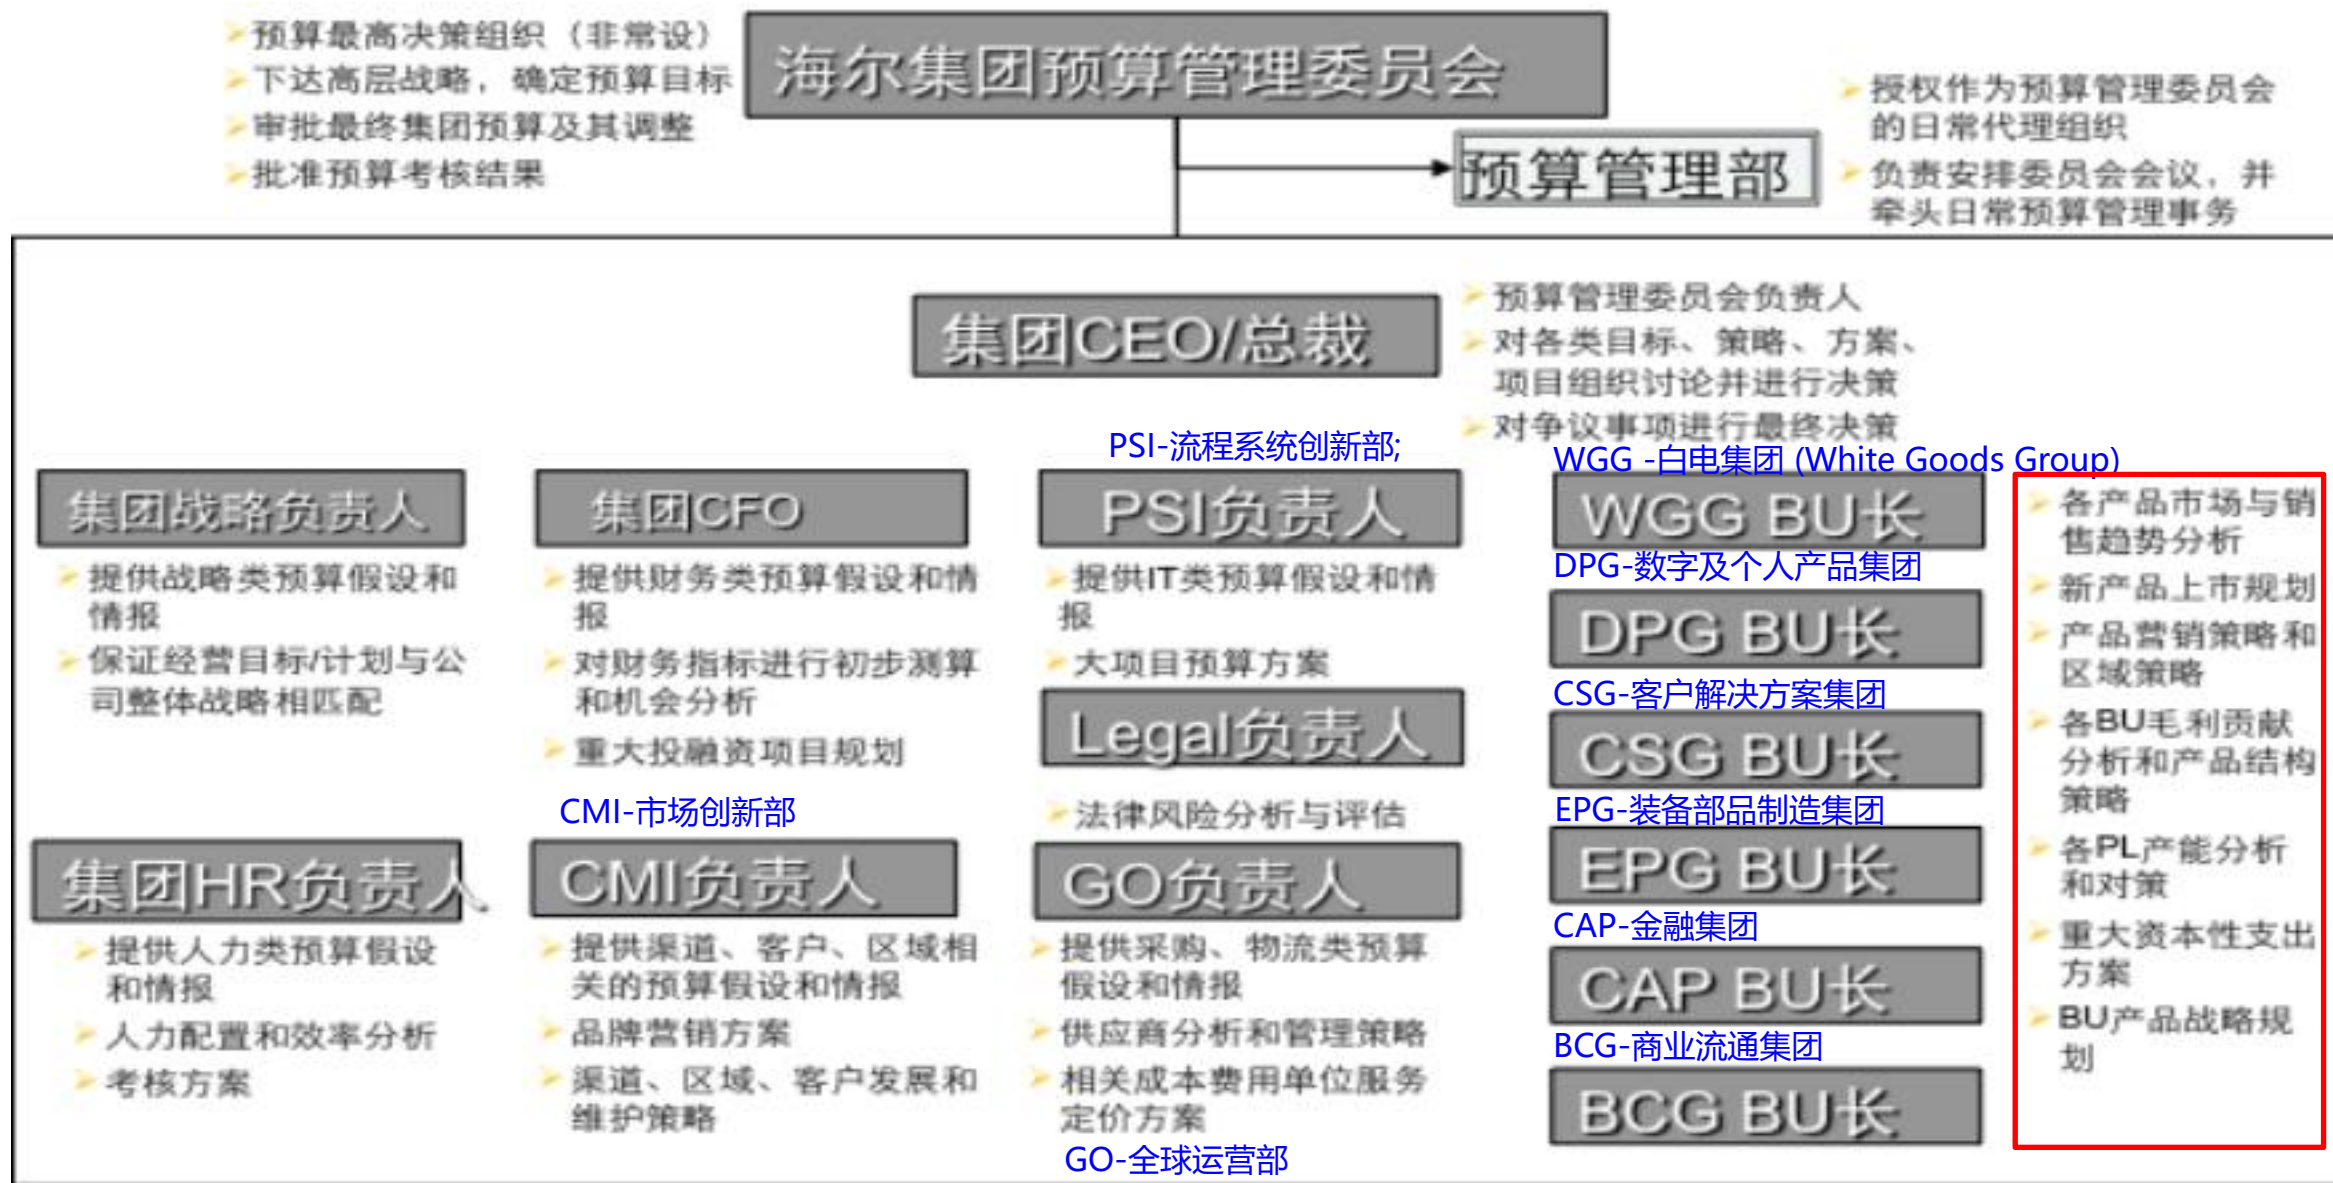 预算最高决策组织（非常设）
下达高层战略，确定预算目标
审批最终集团预算及其调整
批准预算考核结果
海尔集团预算管理委员会
预算管理部
授权作为预算管理委员会
的日常代理组织
负责安排委员会会议，并
牵头日常预算管理事务
集团CEO/总裁
预算管理委员会负责人
对各类目标、策略、方案、
项目组织讨论并进行决策
对争议事项进行最终决策
集团战略负责人
提供战略类预算假设和
情报
保证经营目标/计划与公
司整体战略相匹配
集团CFO
提供财务类预算假设和情
报
对财务指标进行初步测算
和机会分析
重大投融资项目规划
PSI-流程系统创新部;
PSI负责人
提供IT类预算假设和情
报
大项目预算方案
Legal负责人
法律风险分析与评估
集团HR负责人
提供人力类预算假设
和情报
人力配置和效率分析
考核方案
CMI-市场创新部
CMI负责人
提供渠道、客户、区域相
关的预算假设和情报
品牌营销方案
渠道、区域、客户发展和
维护策略
GO负责人
提供采购、物流类预算
假设和情报
供应商分析和管理策略
相关成本费用单位服务
定价方案
GO-全球运营部
WGG -白电集团 (White Goods Group)
WGG BU长
DPG-数字及个人产品集团
DPG BU长
CSG-客户解决方案集团
CSG BU长
EPG-装备部品制造集团
EPG BU长
CAP-金融集团
CAP BU长
BCG-商业流通集团
BCG BU长
各产品市场与销
售趋势分析
新产品上市规划
产品营销策略和
区域策略
各BU毛利贡献
分析和产品结构
策略
各PL产能分析
和对策
重大资本性支出
方案
BU产品战略规
划